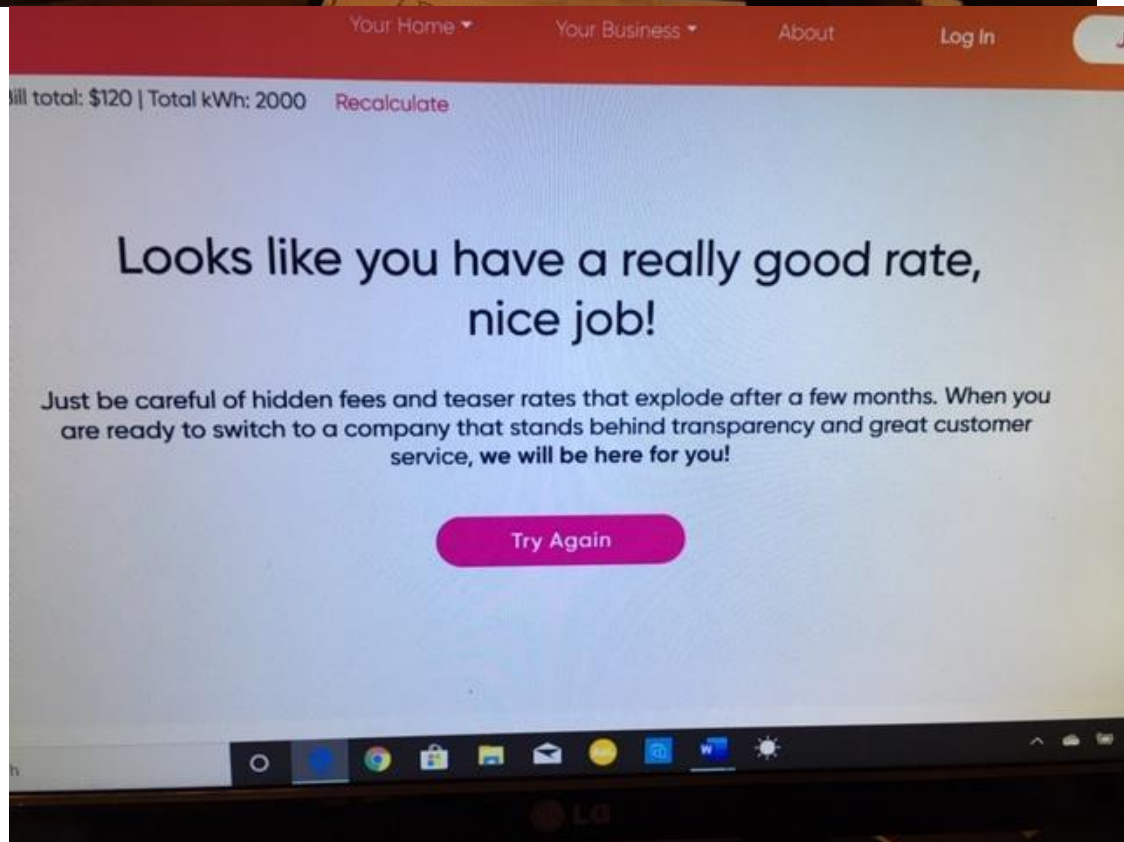 Your Home Your Business About Log In
ill total: $120 | Total kWh: 2000 Recalculate
Looks like you have a really good rate,
nice job!
Just be careful of hidden fees and teaser rates that explode after a few months. When you
are ready to switch to a company that stands behind transparency and great customer
service, we will be here for you!
Try Again
h
LG